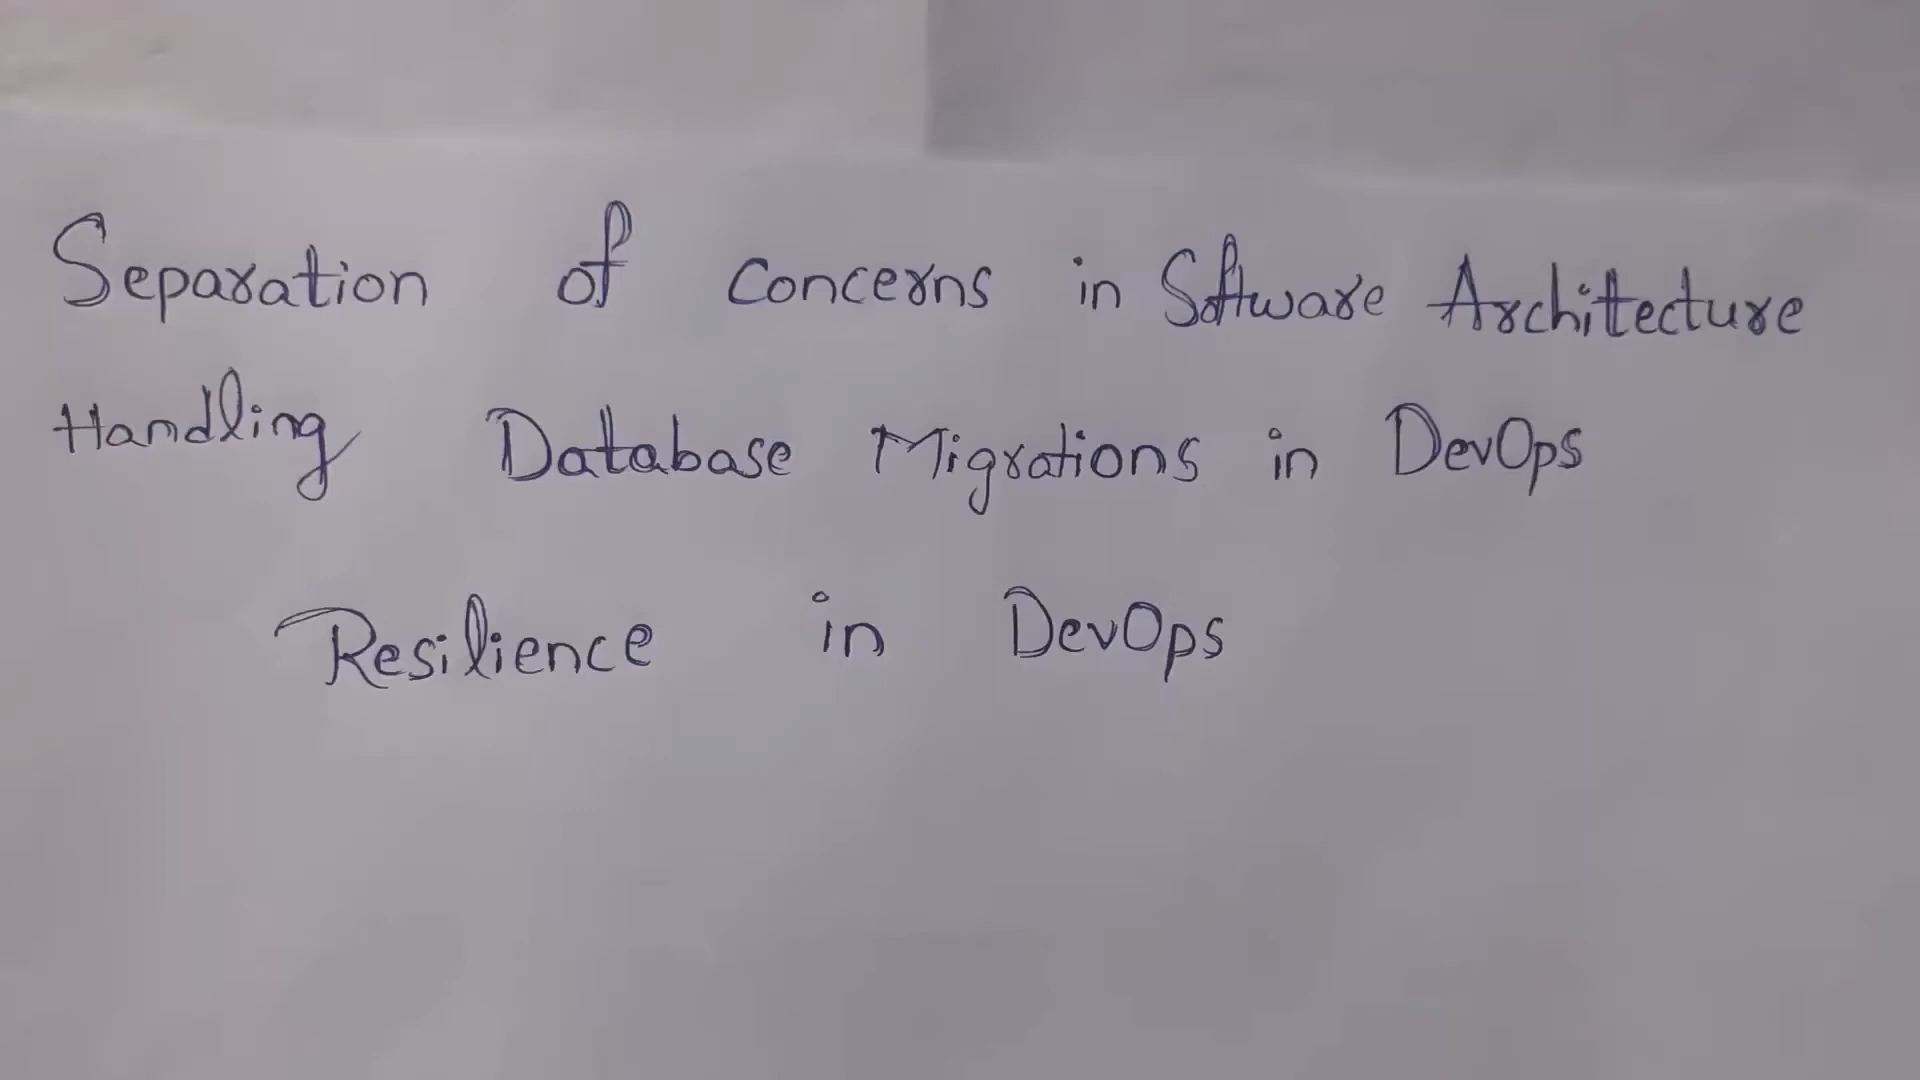 Separation of concerns in Software Architecture
Handling Database Migrations in DevOps
Resilience in DevOps